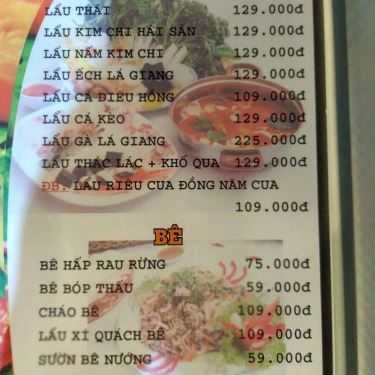 LẨU THÁI 129.000đ
LẨU KIM CHI HẢI SẢN 129.000đ
LẨU NẤM KIM CHI 129.000đ
LẨU ẾCH LÁ GIANG 129.000đ
LẨU CÁ DIÊU HỒNG 109.000đ
LẨU CÁ KÈO 129.000đ
LẨU GÀ LÁ GIANG 225.000đ
LẨU THÁC LÁC + KHỔ QUA 129.000đ
ĐB. LẨU RIÊU CUA ĐỒNG NẤM CUA
109.000đ
BÊ
BÊ HẤP RAU RỪNG 75.000đ
BÊ BÓP THẤU 59.000đ
CHÁO BÊ 109.000đ
LẨU XÍ QUÁCH BÊ 109.000đ
SƯỜN BÊ NƯỚNG 59.000đ